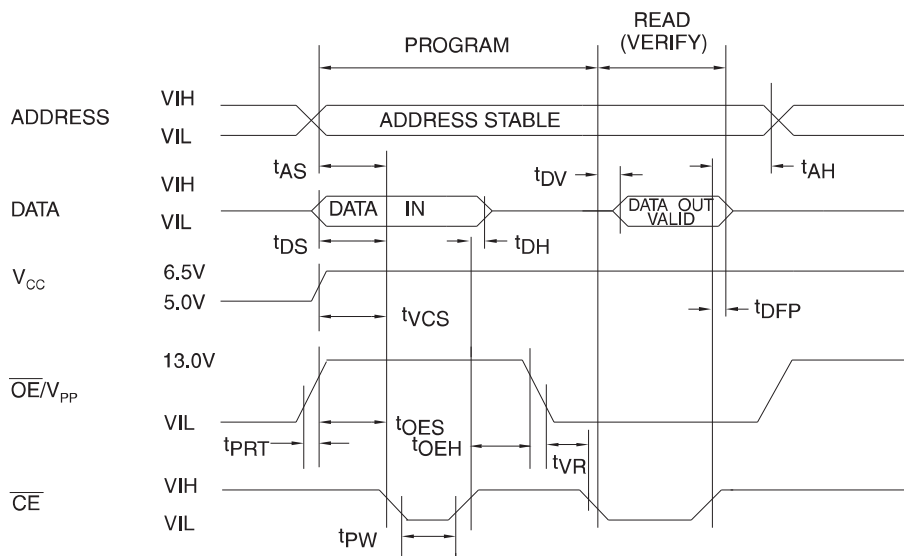 READ
(VERIFY)
PROGRAM
ADDRESS
VIH
VIL
ADDRESS STABLE
tAS
tDV
tAH
DATA
VIH
VIL
DATA IN
DATA OUT
VALID
tDS
tDH
VCC
6.5V
5.0V
tVCS
tDFP
OE/VPP
13.0V
VIL
tPRT
tOES
tOEH
tVR
CE
VIH
VIL
tPW